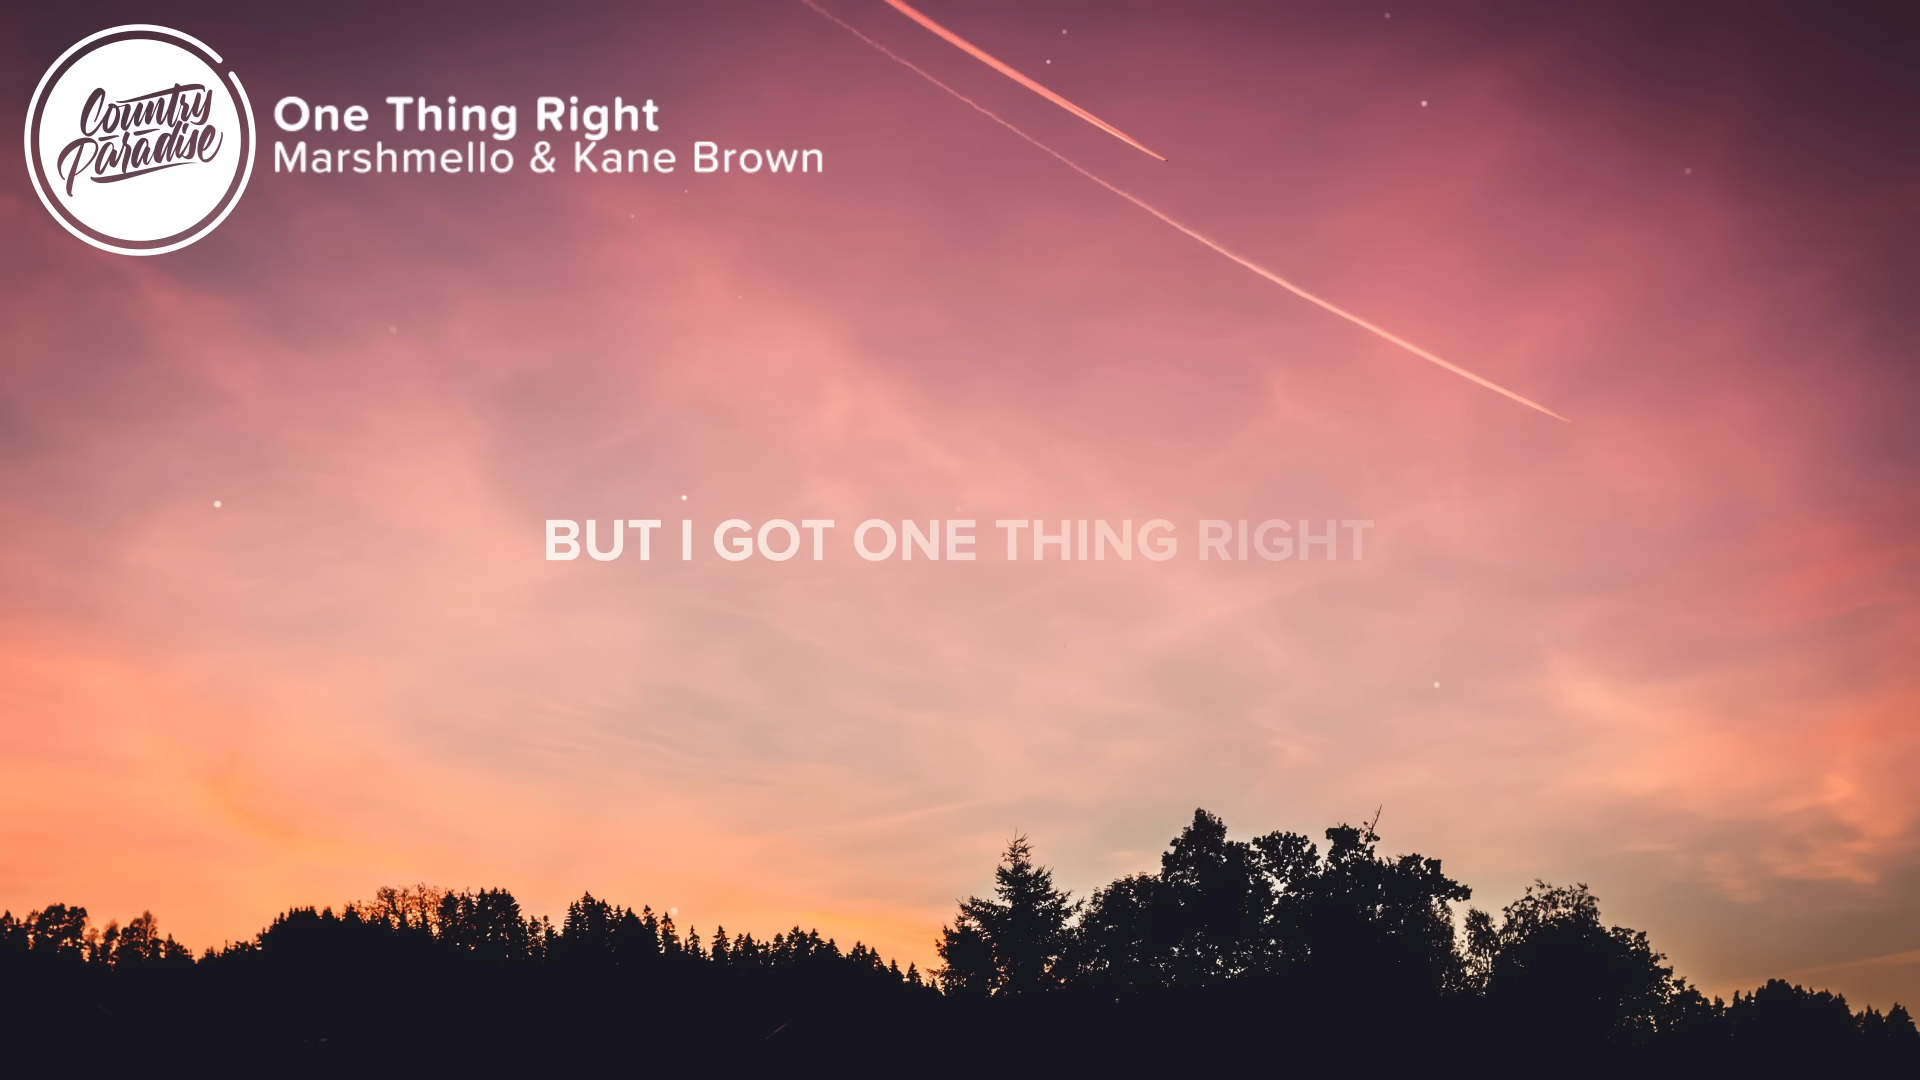 Country
Paradise
One Thing Right
Marshmello & Kane Brown
BUT I GOT ONE THING RIGHT